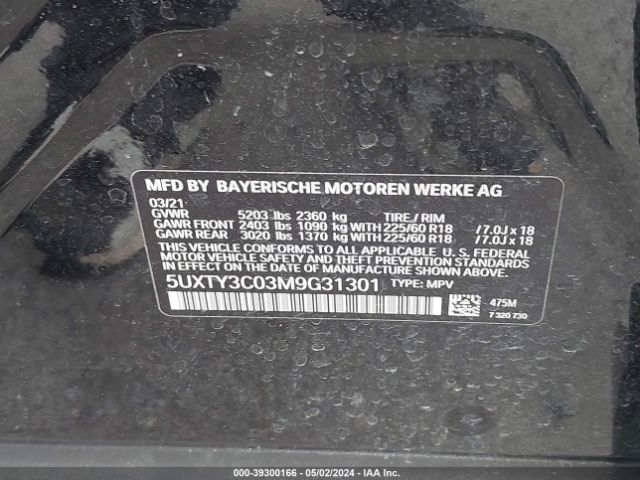 MFD BY BAYERISCHE MOTOREN WERKE AG
03/21
GVWR 5203 lbs 2360 kg TIRE/RIM
GAWR FRONT 2403 lbs 1090 kg WITH 225/60 R18 /7.0J x 18
GAWR REAR 3020 lbs 1370 kg WITH 225/60 R18 /7.0J x 18
THIS VEHICLE CONFORMS TO ALL APPLICABLE U. S. FEDERAL
MOTOR VEHICLE SAFETY, BUMPER, AND THEFT PREVENTION
STANDARDS IN EFFECT ON THE DATE OF MANUFACTURE SHOWN ABOVE.
5UXTY3C03M9G31301 TYPE: MPV
475M
7 320 730
000-39300166 - 05/02/2024 - IAA Inc.